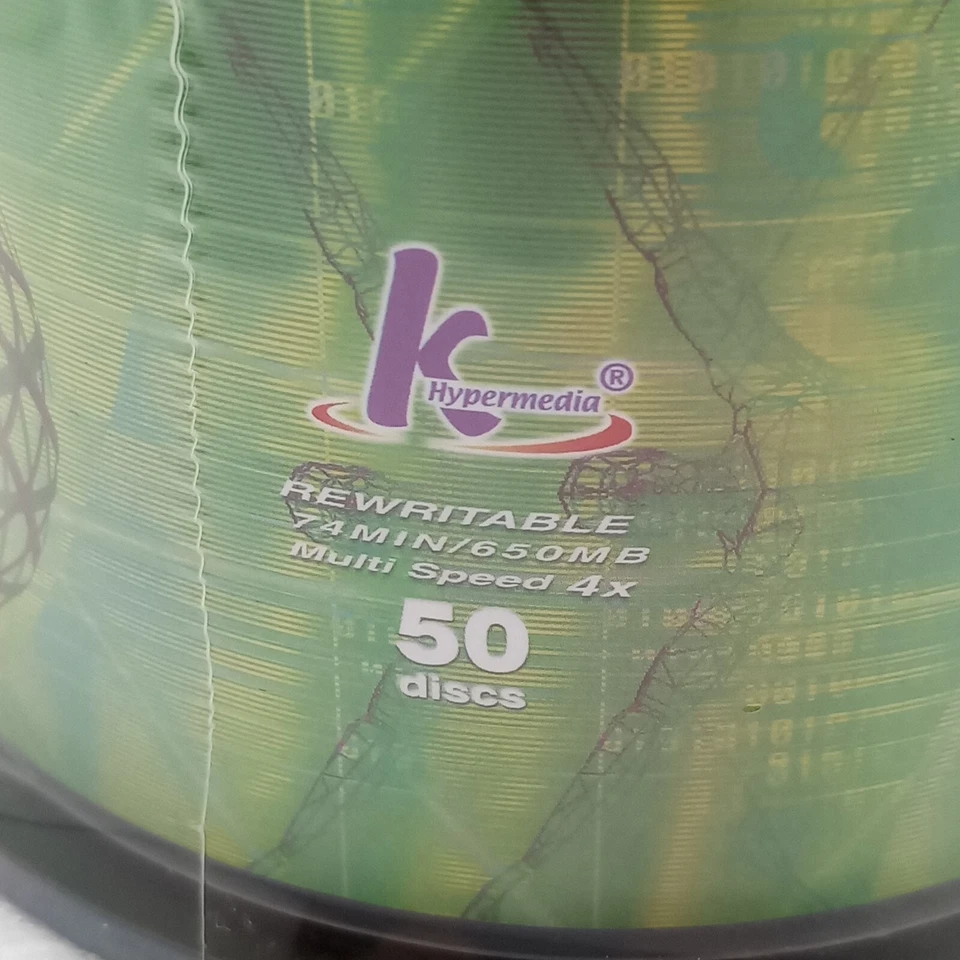 K Hypermedia ®
REWRITABLE
74MIN/650MB
Multi Speed 4x
50
discs